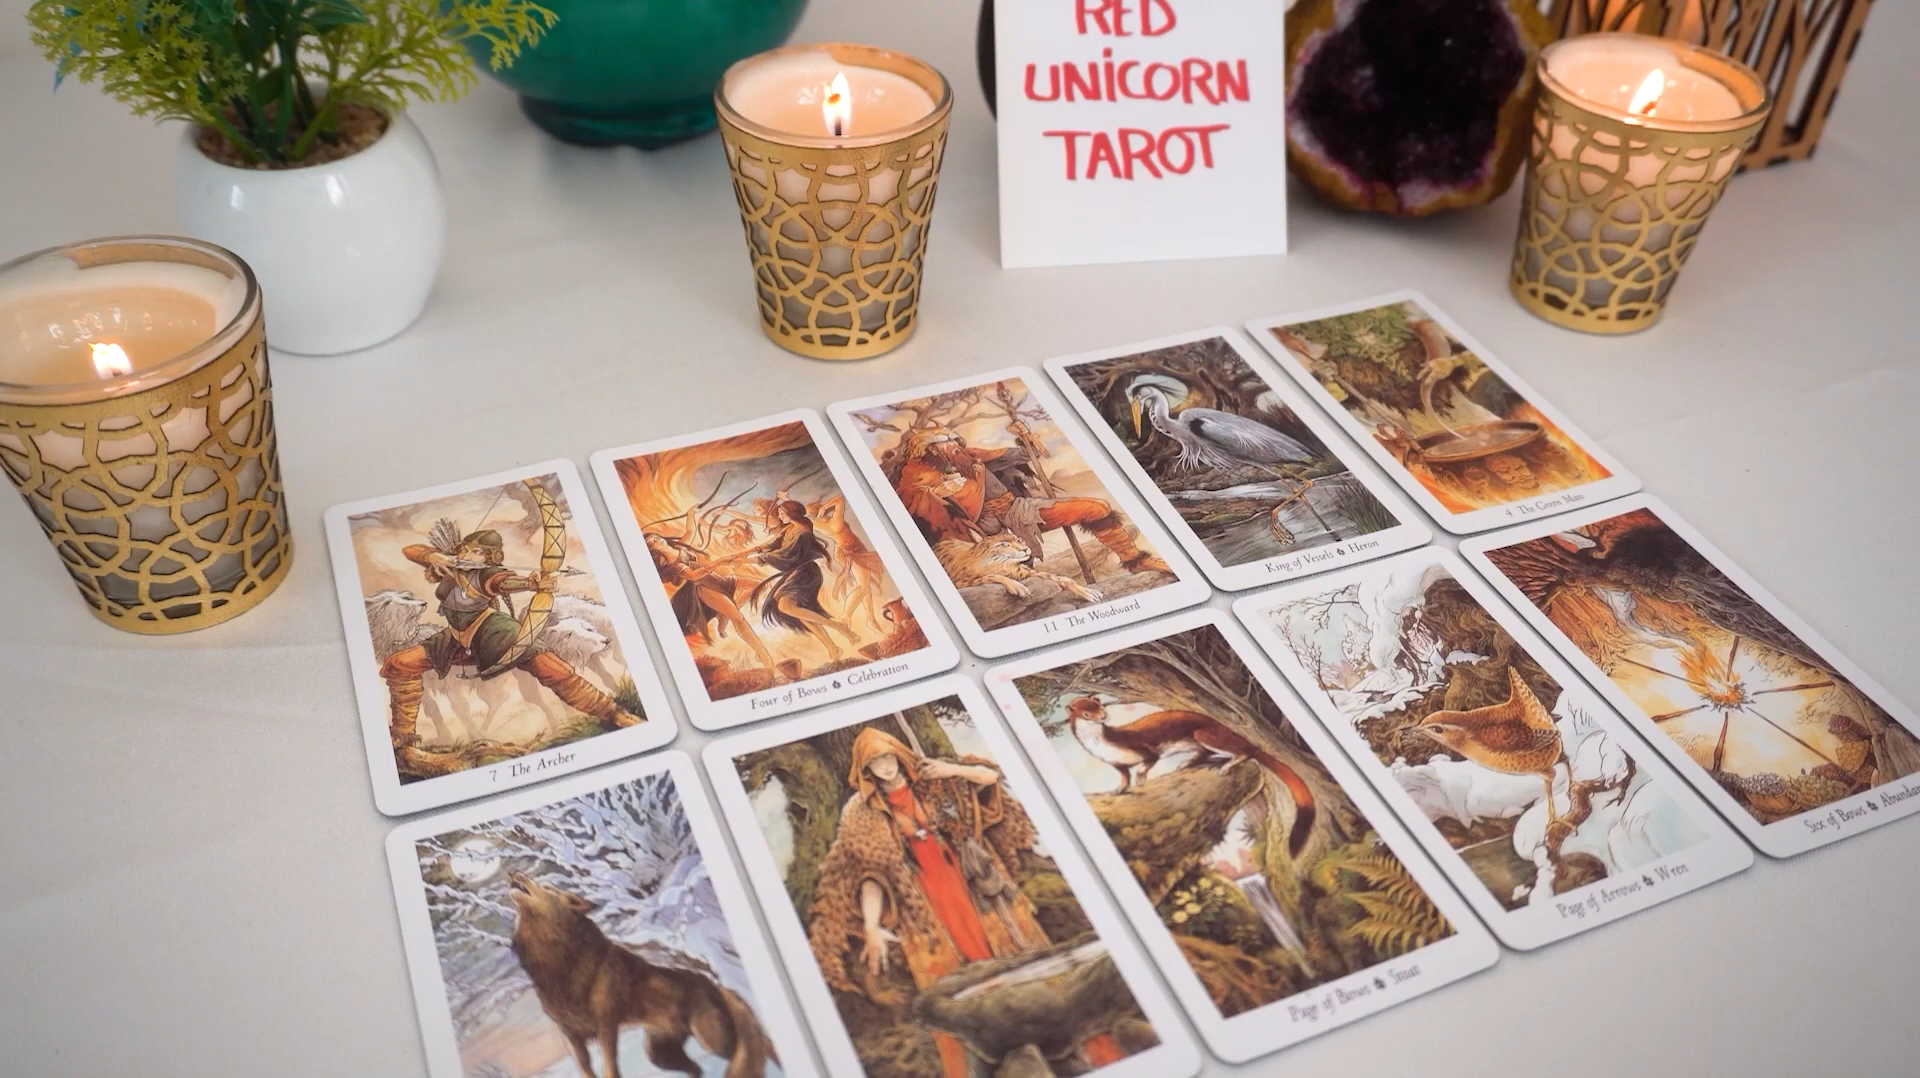 RED
UNICORN
TAROT
4 The Green Man
King of Vessels Heron
11 The Woodward
Four of Bows Celebration
7 The Archer
Six of Bows
Page of Arrows Wren
Page of Bows Stoat